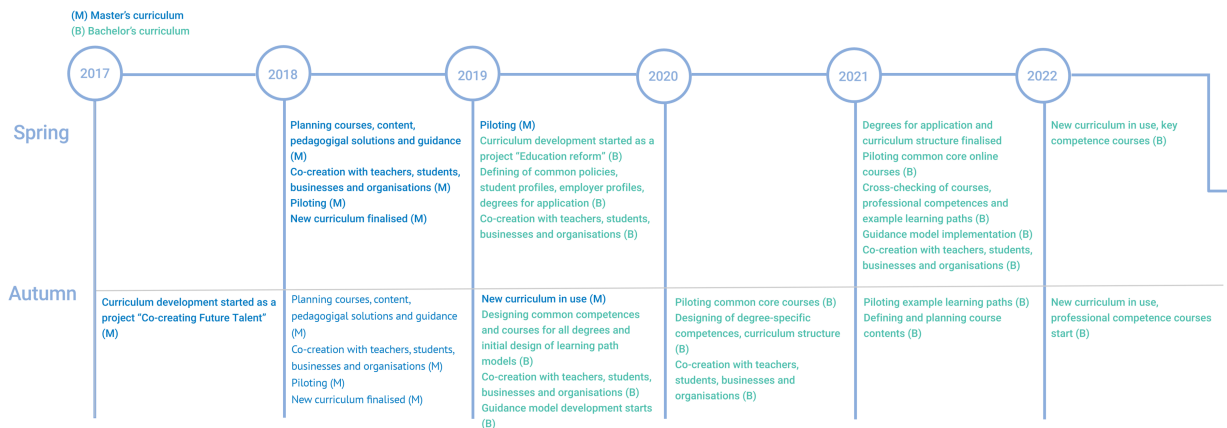 (M) Master's curriculum
(B) Bachelor's curriculum
2017
2018
2019
2020
2021
2022
Spring
Planning courses, content,
pedagogigal solutions and guidance
(M)
Co-creation with teachers, students,
businesses and organisations (M)
Piloting (M)
New curriculum finalised (M)
Piloting (M)
Curriculum development started as a
project "Education reform" (B)
Defining of common policies,
student profiles, employer profiles,
degrees for application (B)
Co-creation with teachers, students,
businesses and organisations (B)
Degrees for application and
curriculum structure finalised
Piloting common core online
courses (B)
Cross-checking of courses,
professional competences and
example learning paths (B)
Guidance model implementation (B)
Co-creation with teachers, students,
businesses and organisations (B)
New curriculum in use, key
competence courses (B)
Autumn
Curriculum development started as a
project "Co-creating Future Talent"
(M)
Planning courses, content,
pedagogigal solutions and guidance
(M)
Co-creation with teachers, students,
businesses and organisations (M)
Piloting (M)
New curriculum finalised (M)
New curriculum in use (M)
Designing common competences
and courses for all degrees and
initial design of learning path
models (B)
Co-creation with teachers, students,
businesses and organisations (B)
Guidance model development starts
(B)
Piloting common core courses (B)
Designing of degree-specific
competences, curriculum structure
(B)
Co-creation with teachers,
students, businesses and
organisations (B)
Piloting example learning paths (B)
Defining and planning course
contents (B)
New curriculum in use,
professional competence courses
start (B)